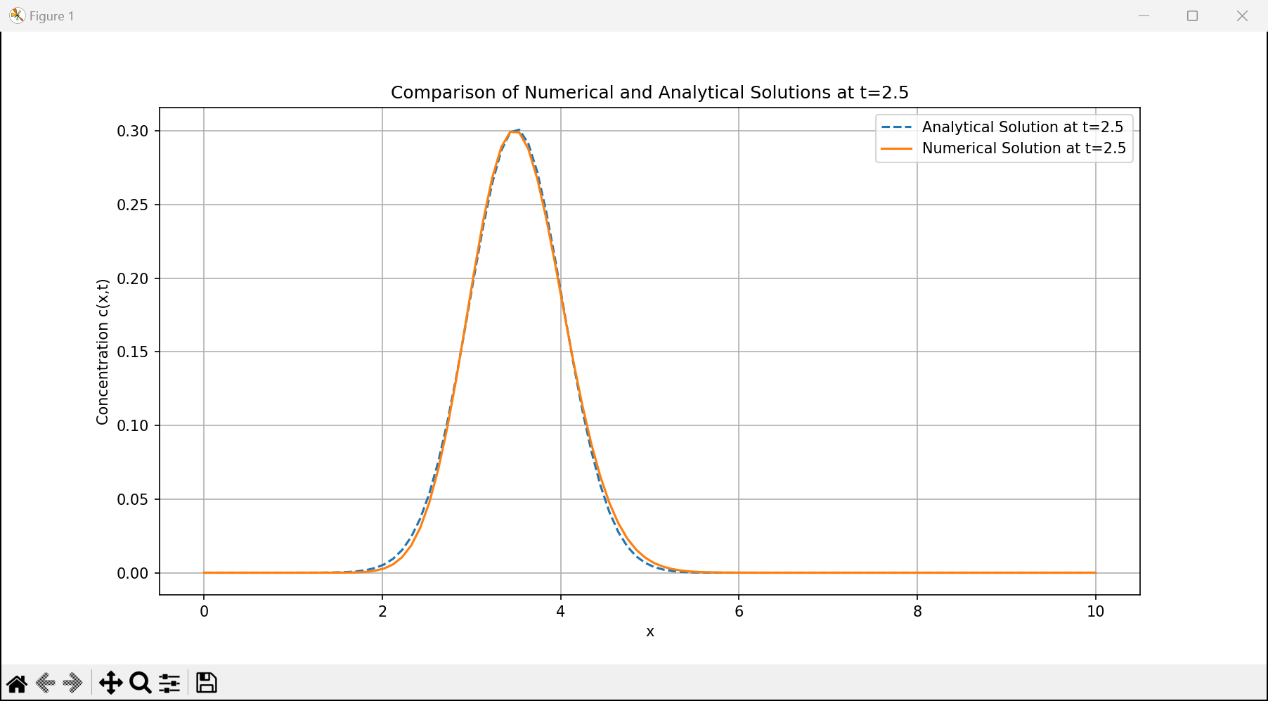 Figure 1
Comparison of Numerical and Analytical Solutions at t=2.5
Analytical Solution at t=2.5
Numerical Solution at t=2.5
Concentration c(x,t)
0.30
0.25
0.20
0.15
0.10
0.05
0.00
0 2 4 6 8 10
x